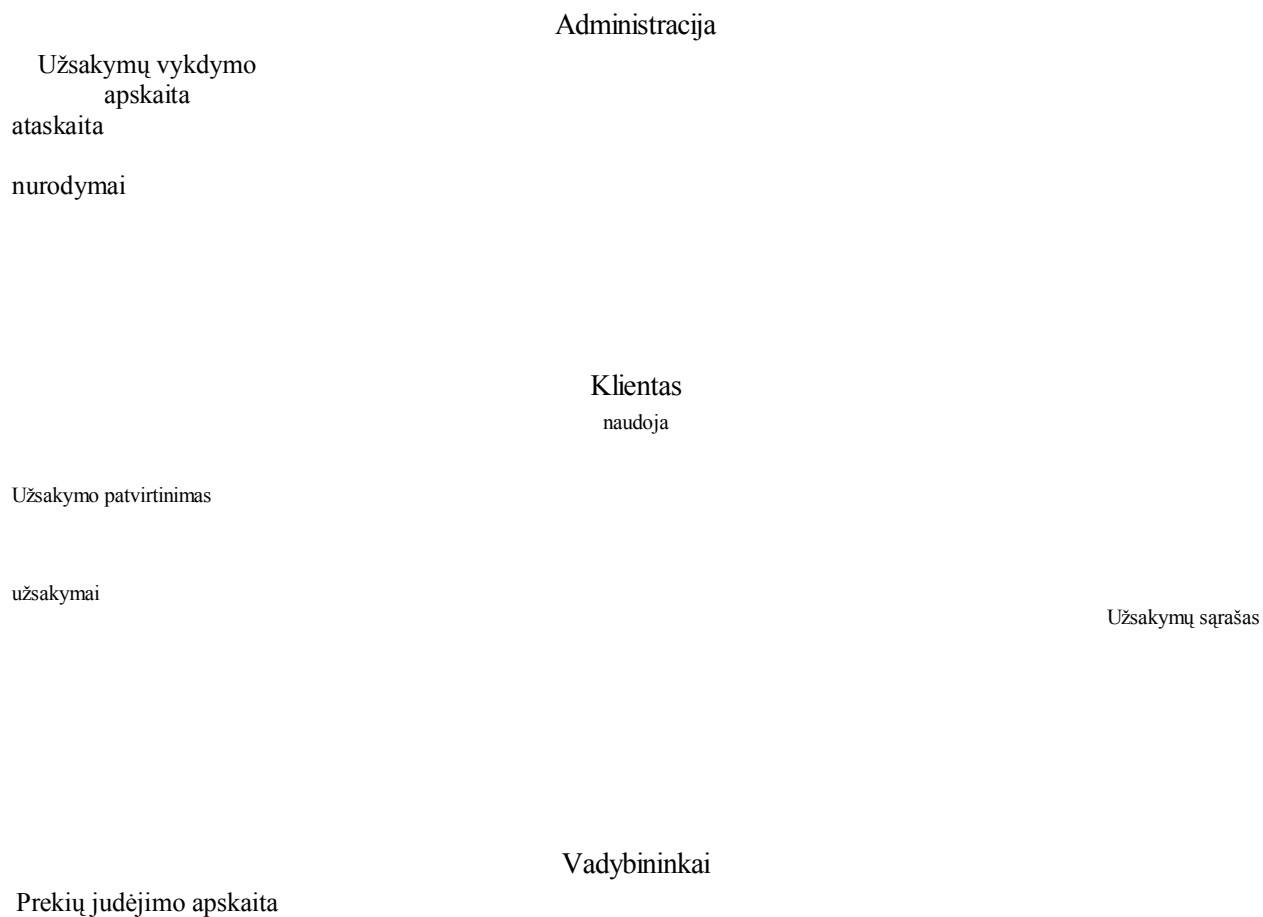 Administracija
Užsakymų vykdymo
apskaita
ataskaita
nurodymai
Klientas
naudoja
Užsakymo patvirtinimas
užsakymai
Užsakymų sąrašas
Vadybininkai
Prekių judėjimo apskaita